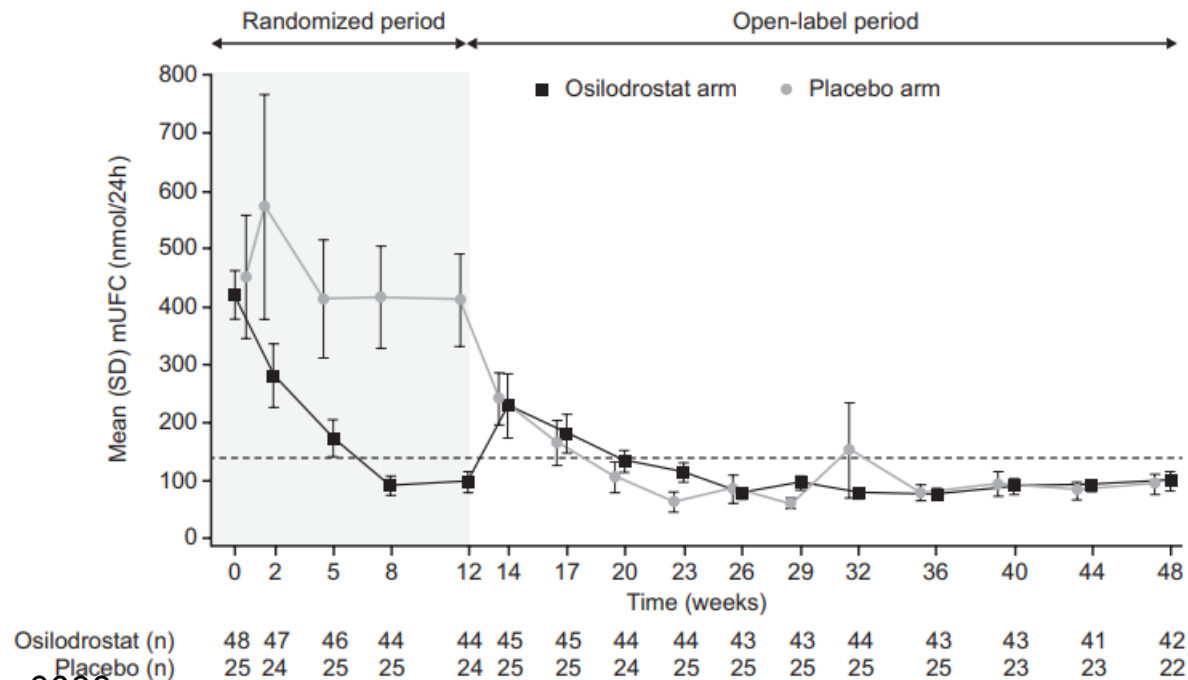 Randomized period Open-label period
800 Osilodrostat arm Placebo arm
700
600
500
400
300
200
100
0
Mean (SD) mUFC (nmol/24h)
0 2 5 8 12 14 17 20 23 26 29 32 36 40 44 48
Time (weeks)
Osilodrostat (n) 48 47 46 44 44 45 45 44 44 43 43 44 43 43 41 42
Placebo (n) 25 24 25 25 24 25 25 24 25 25 25 25 25 23 23 22